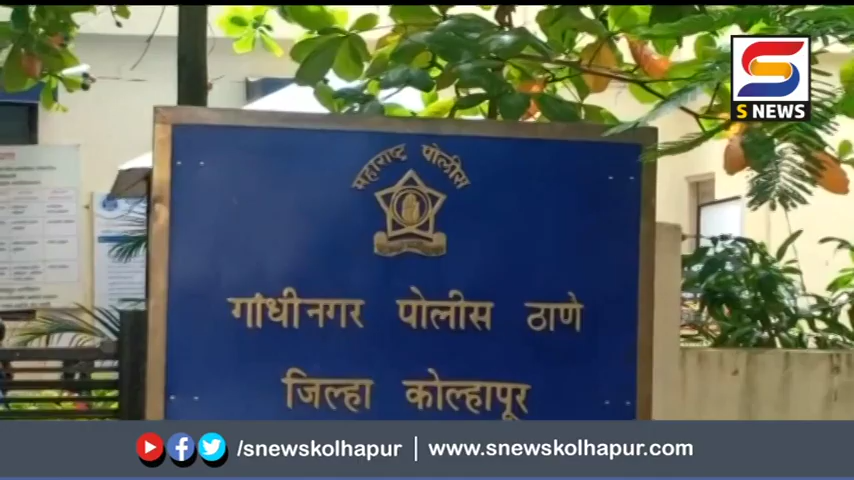 S NEWS
महाराष्ट्र पोलीस
गांधीनगर पोलीस ठाणे
जिल्हा कोल्हापूर
/snewskolhapur | www.snewskolhapur.com